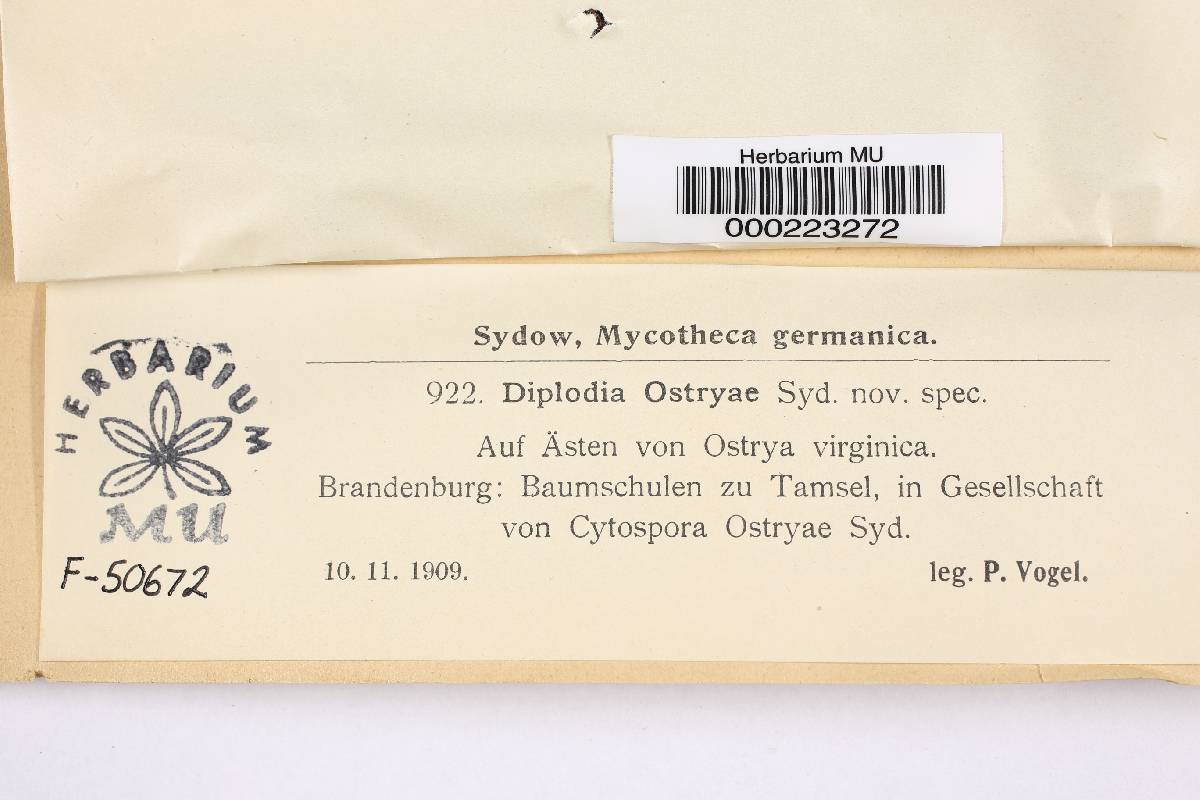 Herbarium MU
000223272
Sydow, Mycotheca germanica.
922. Diplodia Ostryae Syd. nov. spec.
Auf Ästen von Ostrya virginica.
Brandenburg: Baumschulen zu Tamsel, in Gesellschaft
von Cytospora Ostryae Syd.
10. 11. 1909. leg. P. Vogel.
HERBARIUM
MU
F-50672